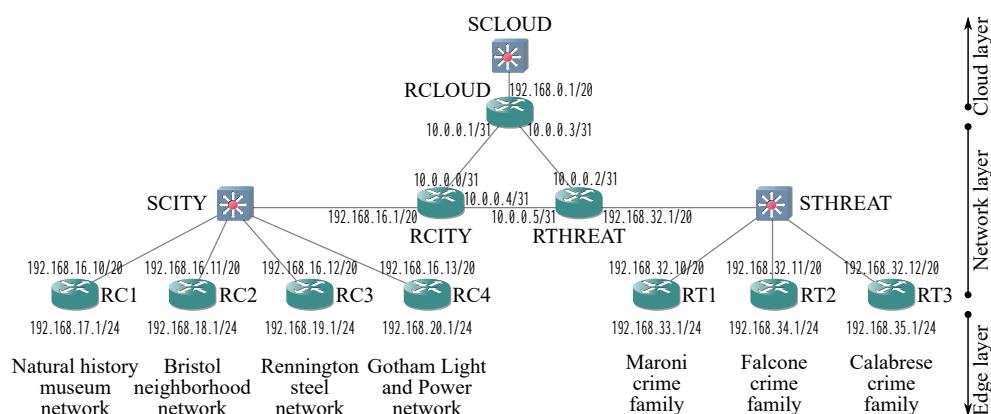 SCLOUD
RCLOUD
192.168.0.1/20
10.0.0.1/31
10.0.0.3/31
10.0.0.0/31
10.0.0.2/31
SCITY
10.0.0.4/31
STHREAT
192.168.16.1/20
10.0.0.5/31
192.168.32.1/20
RCITY
RTHREAT
192.168.16.10/20
192.168.16.11/20
192.168.16.12/20
192.168.16.13/20
192.168.32.10/20
192.168.32.11/20
192.168.32.12/20
RC1
RC2
RC3
RC4
RT1
RT2
RT3
192.168.17.1/24
192.168.18.1/24
192.168.19.1/24
192.168.20.1/24
192.168.33.1/24
192.168.34.1/24
192.168.35.1/24
Natural history
museum
network
Bristol
neighborhood
network
Rennington
steel
network
Gotham Light
and Power
network
Maroni
crime
family
Falcone
crime
family
Calabrese
crime
family
Cloud layer
Network layer
Edge layer